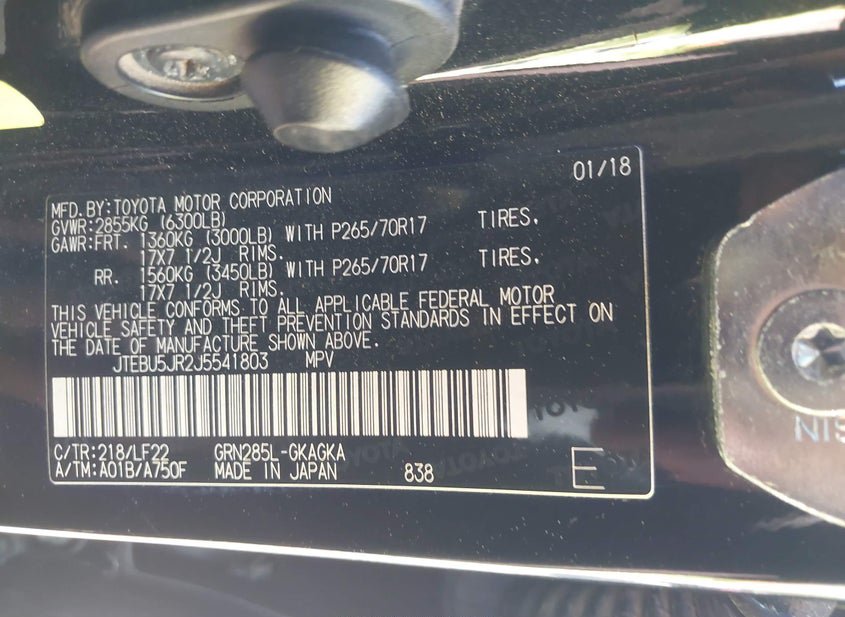 01/18
MFD.BY:TOYOTA MOTOR CORPORATION
GVWR:2855KG (6300LB)
GAWR:FRT. 1360KG (3000LB) WITH P265/70R17 TIRES,
17X7 1/2J RIMS.
RR. 1560KG (3450LB) WITH P265/70R17 TIRES,
17X7 1/2J RIMS.
THIS VEHICLE CONFORMS TO ALL APPLICABLE FEDERAL MOTOR
VEHICLE SAFETY AND THEFT PREVENTION STANDARDS IN EFFECT ON
THE DATE OF MANUFACTURE SHOWN ABOVE.
JTEBU5JR2J5541803 MPV
C/TR:218/LF22 GRN285L-GKAGKA
A/TM:A01B/A750F MADE IN JAPAN 838 E
TOYOTA
NIS